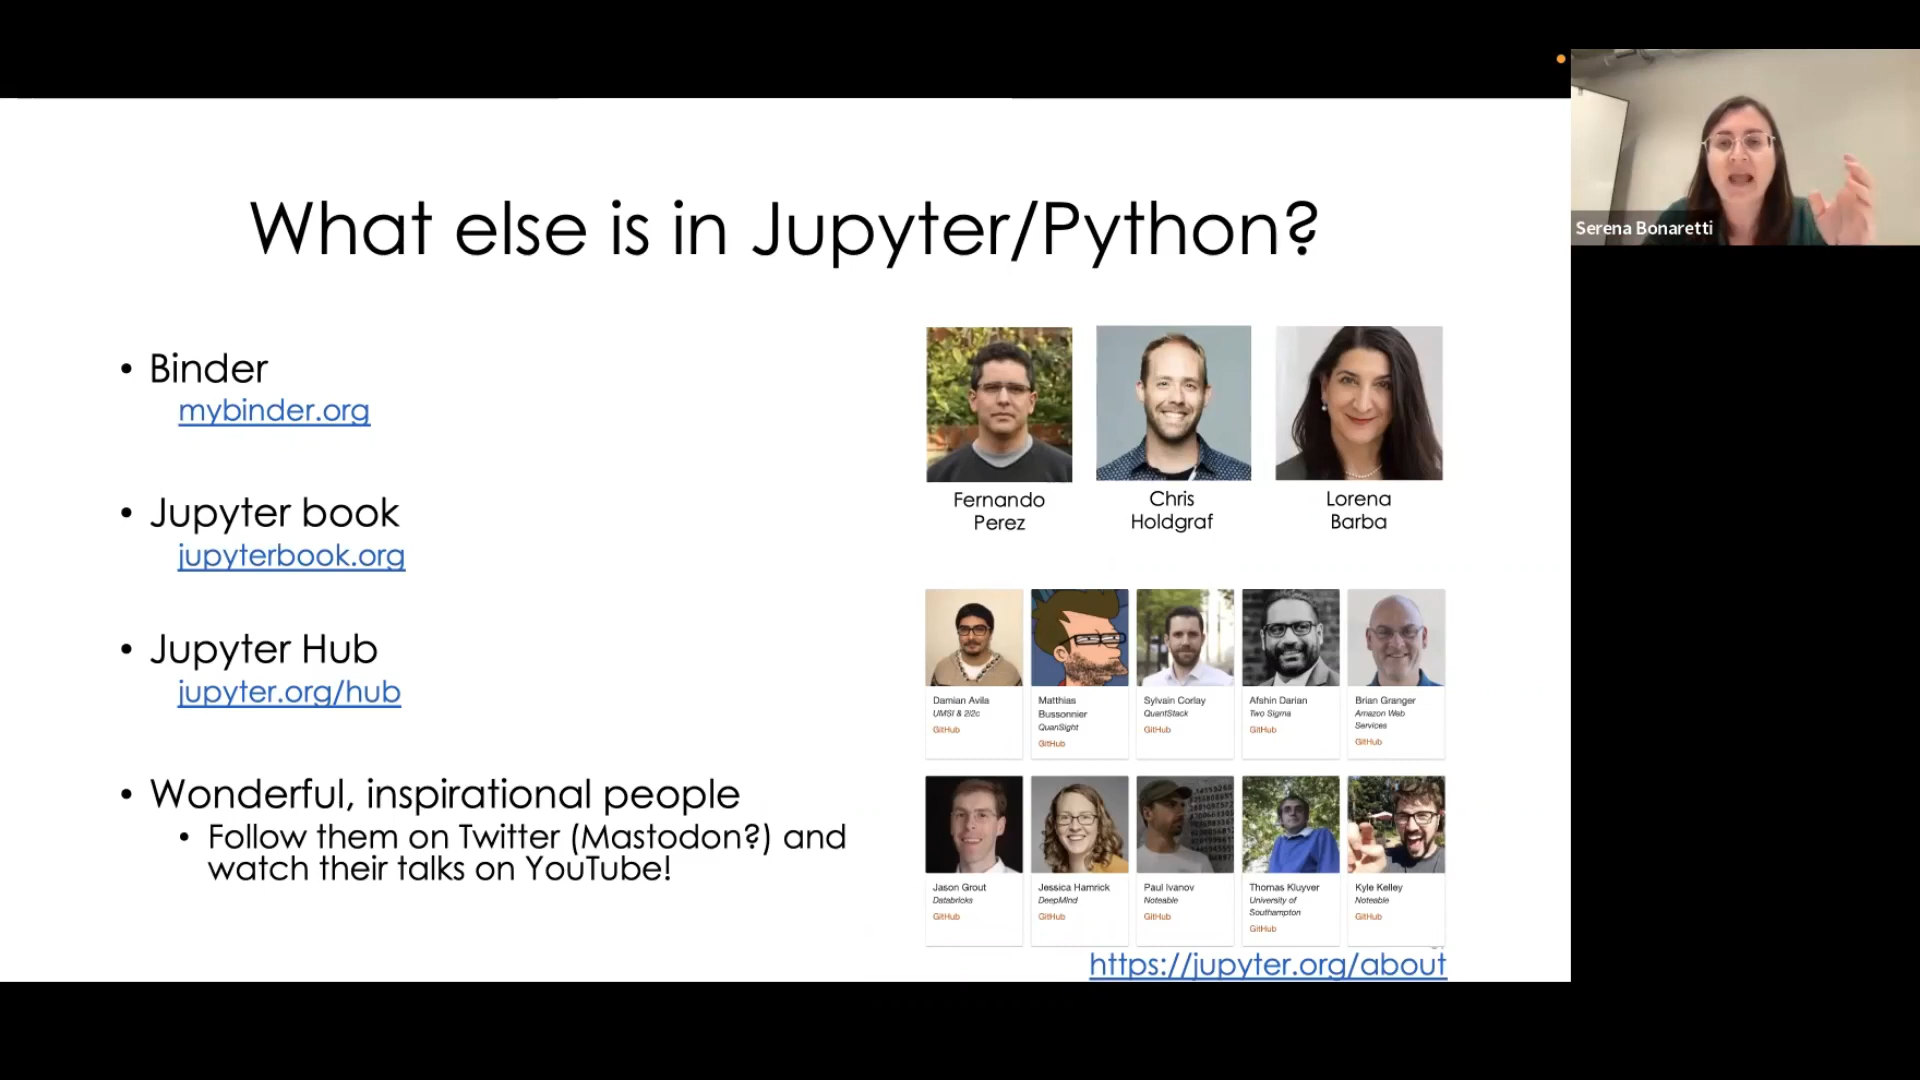 What else is in Jupyter/Python?
• Binder
mybinder.org
• Jupyter book
jupyterbook.org
• Jupyter Hub
jupyter.org/hub
• Wonderful, inspirational people
• Follow them on Twitter (Mastodon?) and
watch their talks on YouTube!
Fernando
Perez
Chris
Holdgraf
Lorena
Barba
Damian Avila
UMSI & 2i2c
GitHub
Matthias
Bussonnier
QuanSight
GitHub
Sylvain Corlay
QuantStack
GitHub
Afshin Darian
Two Sigma
GitHub
Brian Granger
Amazon Web
Services
GitHub
Jason Grout
Databricks
GitHub
Jessica Hamrick
DeepMind
GitHub
Paul Ivanov
Noteable
GitHub
Thomas Kluyver
University of
Southampton
GitHub
Kyle Kelley
Noteable
GitHub
https://jupyter.org/about
Serena Bonaretti